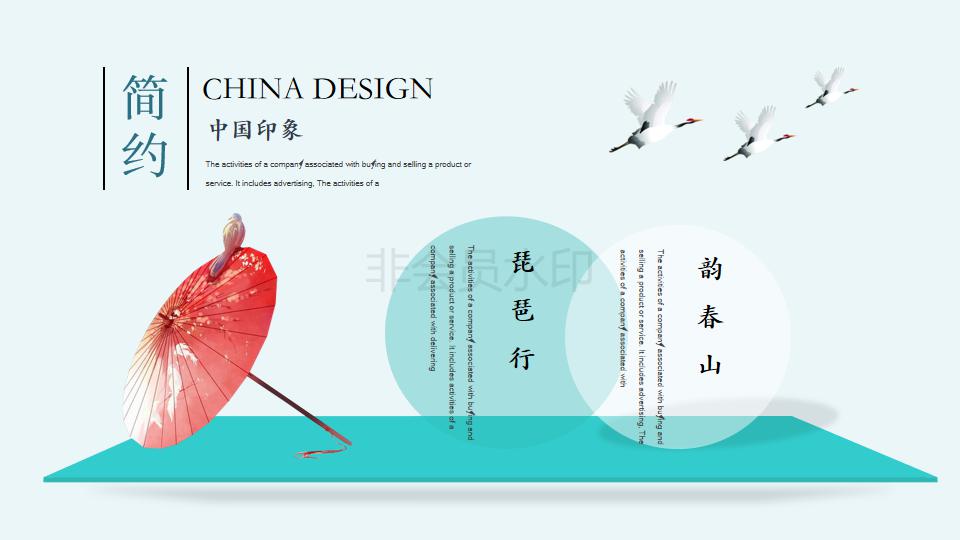 简约
CHINA DESIGN
中国印象
The activities of a company associated with buying and selling a product or
service. It includes advertising, The activities of a
非会员水印
琵琶行
The activities of a company associated with buying and
selling a product or service. It includes activities of a
company associated with delivering
韵春山
The activities of a company associated with buying and
selling a product or service. It includes advertising, The
activities of a company associated with